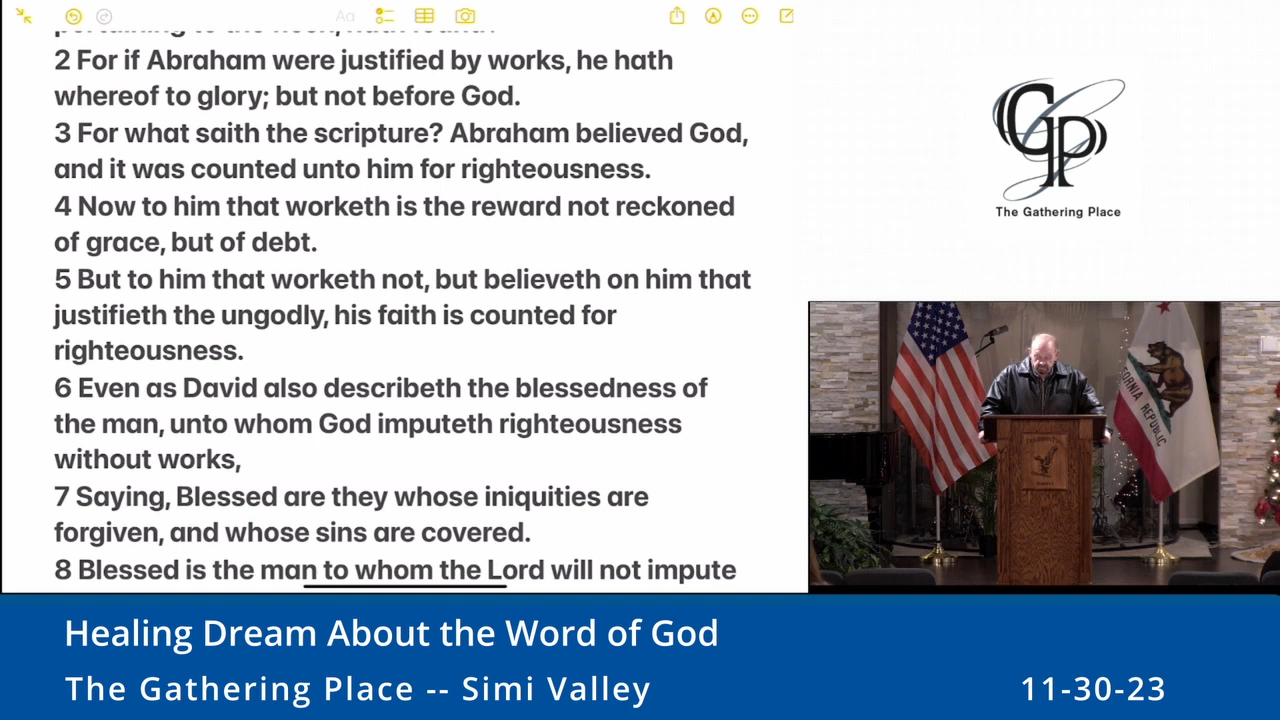 Aa
2 For if Abraham were justified by works, he hath
whereof to glory; but not before God.
3 For what saith the scripture? Abraham believed God,
and it was counted unto him for righteousness.
4 Now to him that worketh is the reward not reckoned
of grace, but of debt.
5 But to him that worketh not, but believeth on him that
justifieth the ungodly, his faith is counted for
righteousness.
6 Even as David also describeth the blessedness of
the man, unto whom God imputeth righteousness
without works,
7 Saying, Blessed are they whose iniquities are
forgiven, and whose sins are covered.
8 Blessed is the man to whom the Lord will not impute
GP
The Gathering Place
REPUBLIC
Healing Dream About the Word of God
The Gathering Place -- Simi Valley
11-30-23